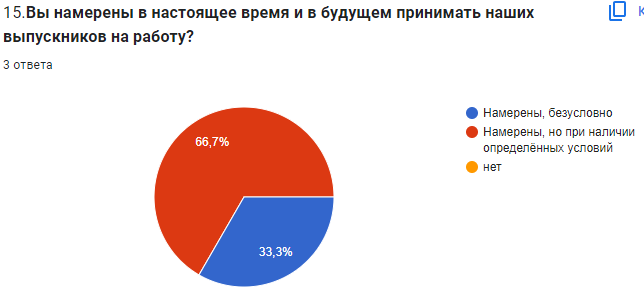 15.Вы намерены в настоящее время и в будущем принимать наших
выпускников на работу?
3 ответа
Намерены, безусловно
Намерены, но при наличии
определённых условий
нет
66,7%
33,3%